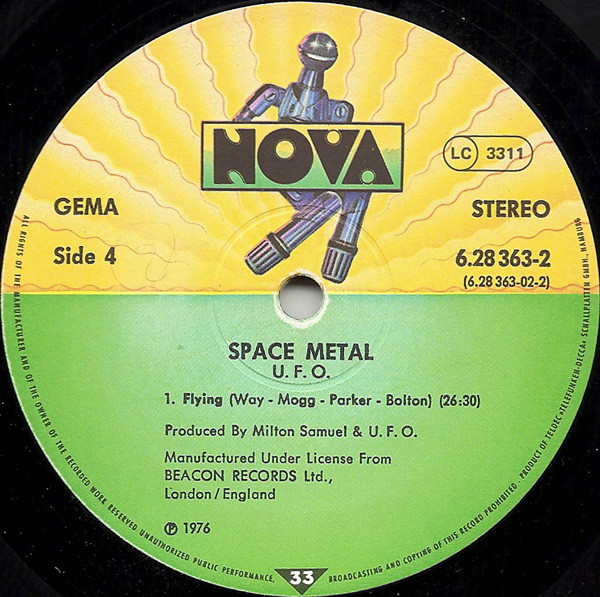 NOVA
LC 3311
GEMA
STEREO
Side 4
6.28 363-2
(6.28 363-02-2)
SPACE METAL
U. F. O.
1. Flying (Way - Mogg - Parker - Bolton) (26:30)
Produced By Milton Samuel & U. F. O.
Manufactured Under License From
BEACON RECORDS Ltd.,
London / England
℗ 1976
33
ALL RIGHTS OF THE MANUFACTURER AND OF THE OWNER OF THE RECORDED WORK RESERVED UNAUTHORIZED PUBLIC PERFORMANCE, BROADCASTING AND COPYING OF THIS RECORD PROHIBITED · PRODUCT OF TELDEC »TELEFUNKEN-DECCA« SCHALLPLATTEN GMBH., HAMBURG